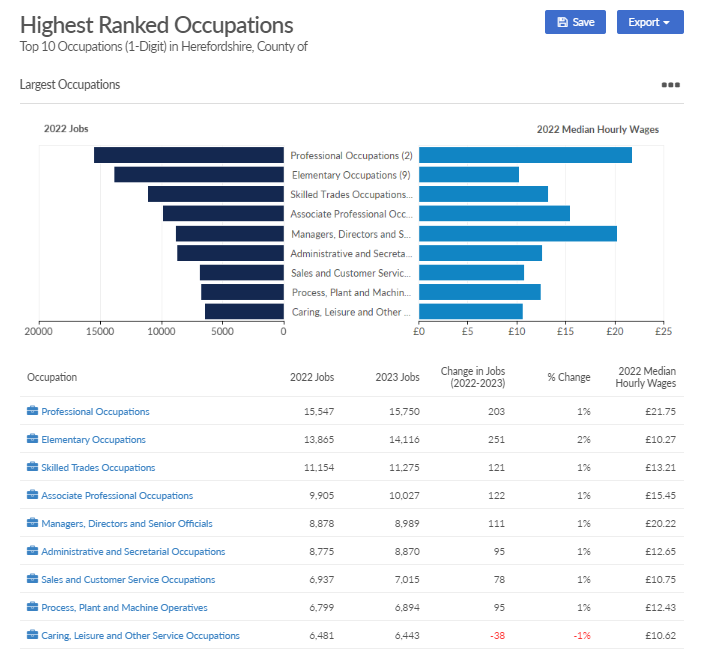 Highest Ranked Occupations
Save
Export
Top 10 Occupations (1-Digit) in Herefordshire, County of
Largest Occupations
2022 Jobs
2022 Median Hourly Wages
Professional Occupations (2)
Elementary Occupations (9)
Skilled Trades Occupations...
Associate Professional Occ...
Managers, Directors and S...
Administrative and Secreta...
Sales and Customer Servic...
Process, Plant and Machin...
Caring, Leisure and Other ...
20000 15000 10000 5000 0
£0 £5 £10 £15 £20 £25
Occupation 2022 Jobs 2023 Jobs Change in Jobs (2022-2023) % Change 2022 Median Hourly Wages
Professional Occupations 15,547 15,750 203 1% £21.75
Elementary Occupations 13,865 14,116 251 2% £10.27
Skilled Trades Occupations 11,154 11,275 121 1% £13.21
Associate Professional Occupations 9,905 10,027 122 1% £15.45
Managers, Directors and Senior Officials 8,878 8,989 111 1% £20.22
Administrative and Secretarial Occupations 8,775 8,870 95 1% £12.65
Sales and Customer Service Occupations 6,937 7,015 78 1% £10.75
Process, Plant and Machine Operatives 6,799 6,894 95 1% £12.43
Caring, Leisure and Other Service Occupations 6,481 6,443 -38 -1% £10.62